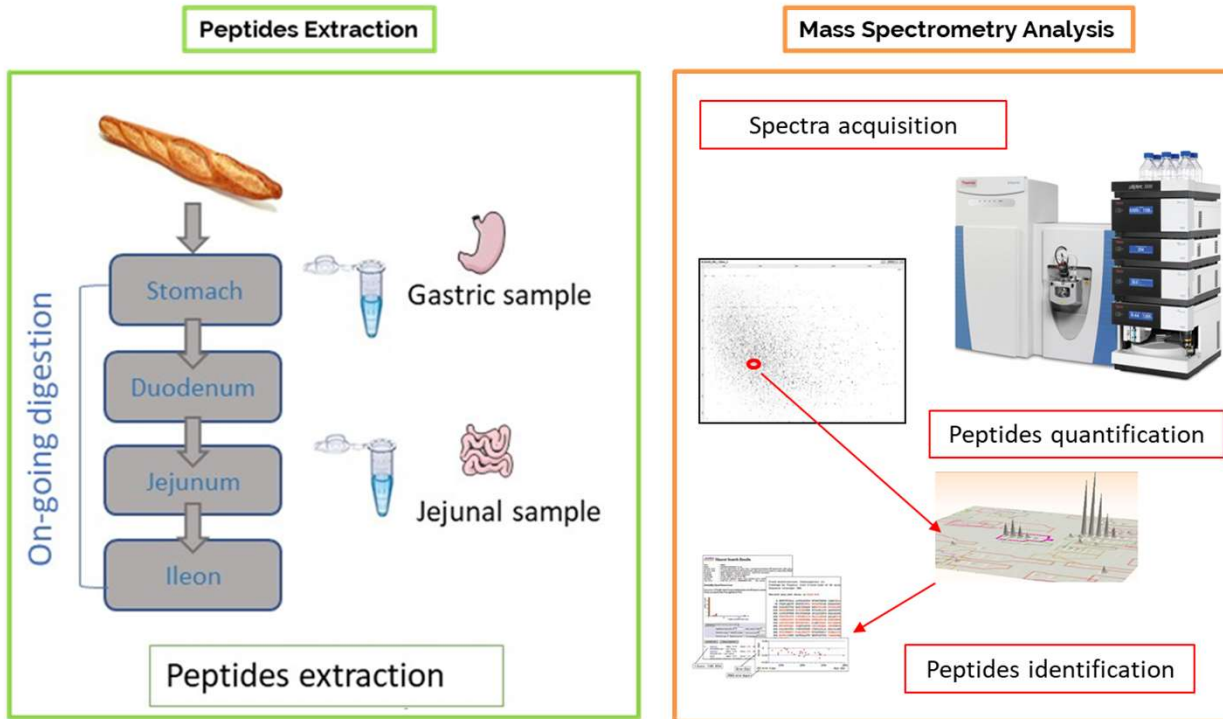 Peptides Extraction
Mass Spectrometry Analysis
On-going digestion
Stomach
Duodenum
Jejunum
Ileon
Gastric sample
Jejunal sample
Peptides extraction
Spectra acquisition
Peptides quantification
Peptides identification